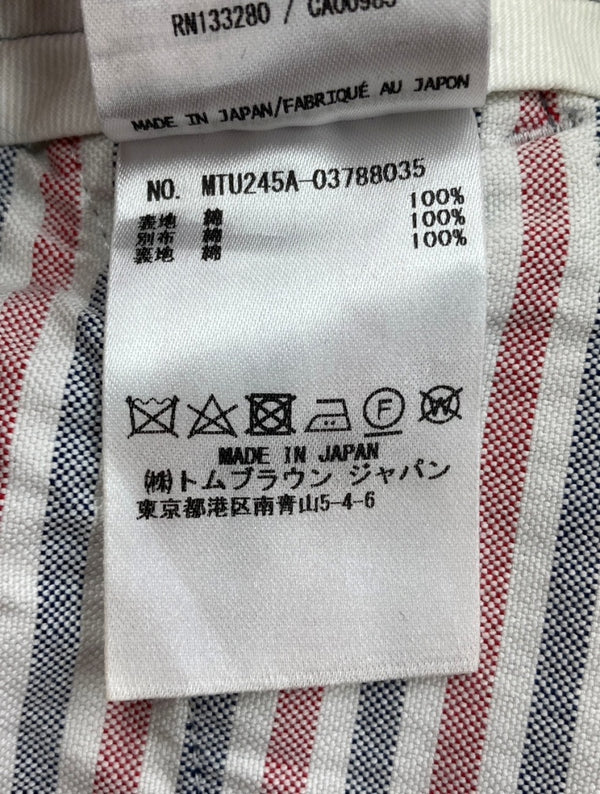 RN133280 / CA00985
MADE IN JAPAN/FABRIQUÉ AU JAPON
NO. MTU245A-03788035
表地 綿 100%
別布 綿 100%
裏地 綿 100%
F
W
MADE IN JAPAN
㈱トムブラウン ジャパン
東京都港区南青山5-4-6